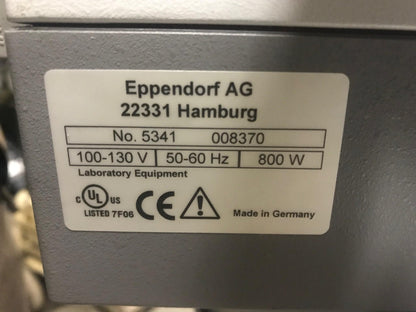 Eppendorf AG
22331 Hamburg
No. 5341 008370
100-130 V 50-60 Hz 800 W
Laboratory Equipment
C UL US
LISTED 7F06 CE Made in Germany